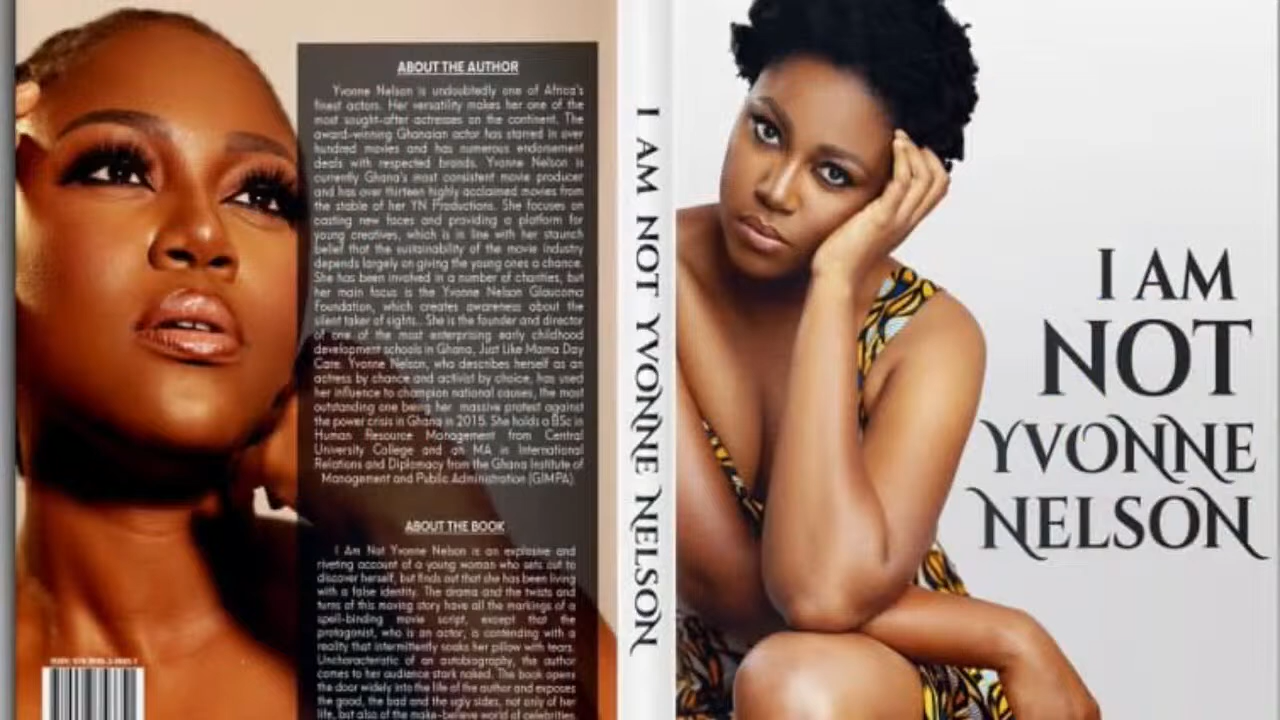 ABOUT THE AUTHOR
Yvonne Nelson is undoubtedly one of Africa's
finest actors. Her versatility makes her one of the
most sought-after actresses on the continent. The
award-winning Ghanaian actor has starred in over
hundred movies and has numerous endorsement
deals with respected brands. Yvonne Nelson is
currently Ghana's most consistent movie producer
and has over thirteen highly acclaimed movies from
the stable of her YN Productions. She focuses on
casting new faces and providing a platform for
young creatives, which is in line with her staunch
belief that the sustainability of the movie industry
depends largely on giving the young ones a chance.
She has been involved in a number of charities, but
her main focus is the Yvonne Nelson Glaucoma
Foundation, which creates awareness about the
silent taker of sights. She is the founder and director
of one of the most enterprising early childhood
development schools in Ghana, Just Like Mama Day
Care. Yvonne Nelson, who describes herself as an
actress by chance and activist by choice, has used
her influence to champion national causes, the most
outstanding one being her massive protest against
the power crisis in Ghana in 2015. She holds a BSc in
Human Resource Management from Central
University College and an MA in International
Relations and Diplomacy from the Ghana Institute of
Management and Public Administration (GIMPA).
ABOUT THE BOOK
I Am Not Yvonne Nelson is an explosive and
riveting account of a young woman who sets out to
discover herself, but finds out that she has been living
with a false identity. The drama and the twists and
turns of this moving story have all the markings of a
spell-binding movie script, except that the
protagonist, who is an actor, is contending with a
reality that intermittently soaks her pillow with tears.
Uncharacteristic of an autobiography, the author
comes to her audience stark naked. The book opens
the door widely into the life of the author and exposes
the good, the bad and the ugly sides, not only of her
life, but also of the make-believe world of celebrities
I AM NOT YVONNE NELSON
I AM
NOT
YVONNE
NELSON